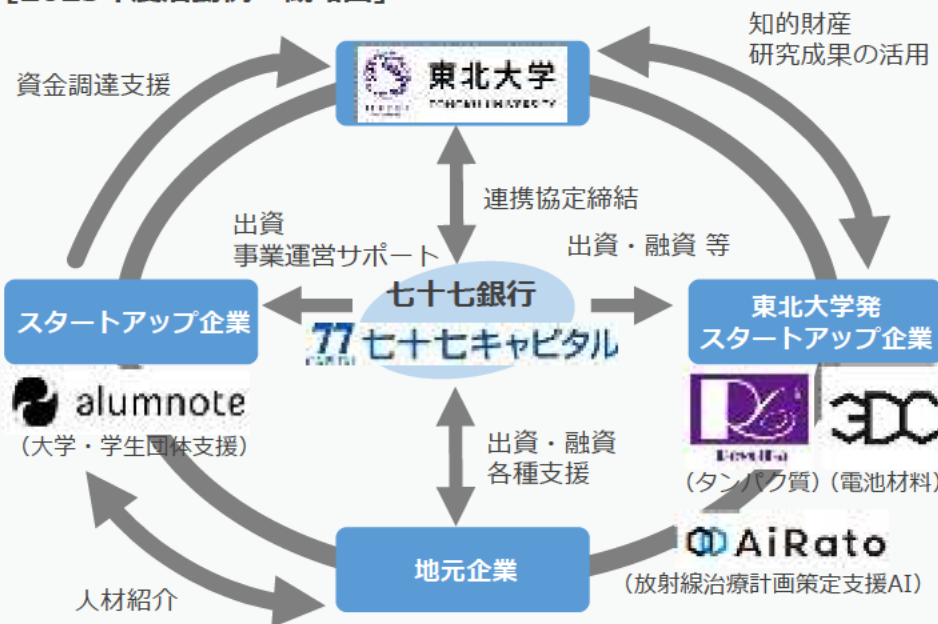 知的財産
研究成果の活用
資金調達支援
東北大学
TOHOKU UNIVERSITY
連携協定締結
出資
事業運営サポート
出資・融資 等
七十七銀行
77 七十七キャピタル
CAPITAL
スタートアップ企業
東北大学発
スタートアップ企業
alumnote
（大学・学生団体支援）
3DC
（タンパク質）（電池材料）
出資・融資
各種支援
AiRato
（放射線治療計画策定支援AI）
地元企業
人材紹介